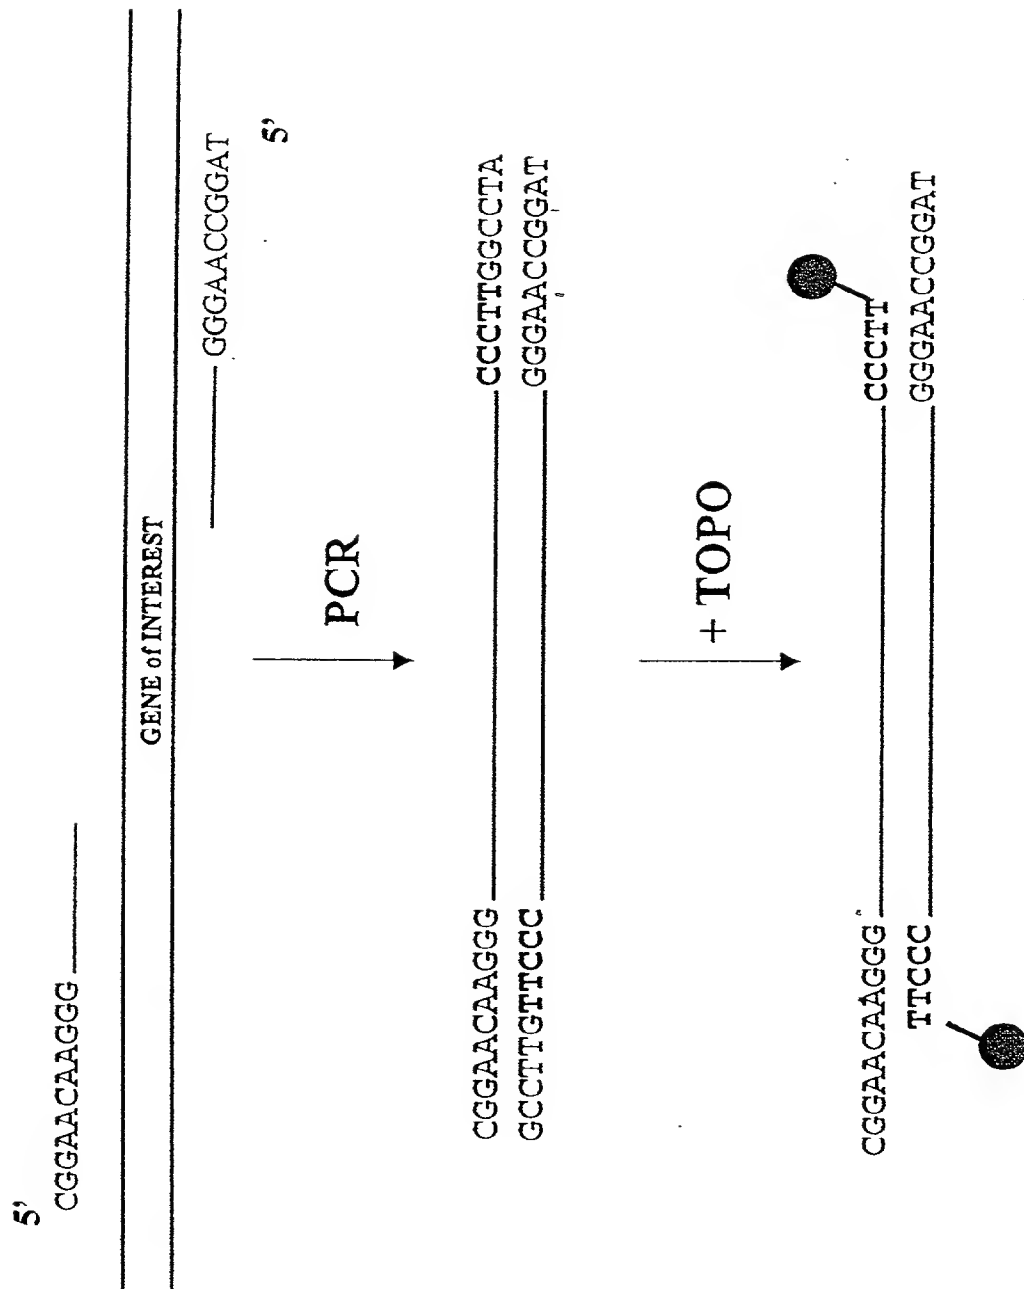 5'
CGGAACAAGGG
GENE of INTEREST
GGGAACCGGAT
5'
PCR
CGGAACAAGGG CCCTTGGCCTA
GCCTTGTTCCC GGGAACCGGAT
+ TOPO
CGGAACAAGGG CCCTT
TTCCC GGGAACCGGAT